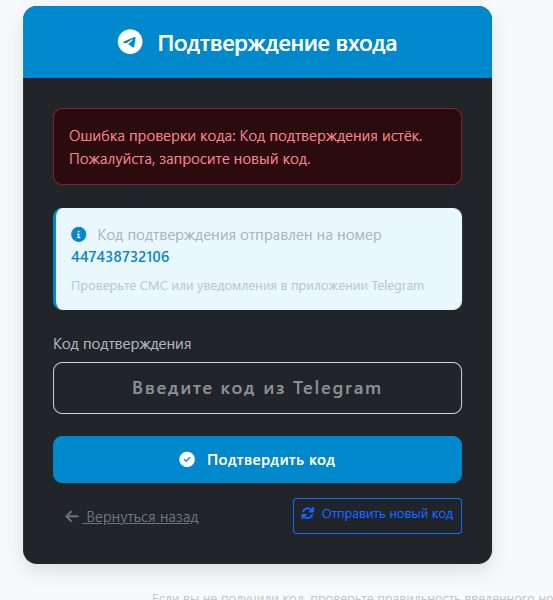 Подтверждение входа
Ошибка проверки кода: Код подтверждения истёк.
Пожалуйста, запросите новый код.
Код подтверждения отправлен на номер
447438732106
Проверьте СМС или уведомления в приложении Telegram
Код подтверждения
Введите код из Telegram
Подтвердить код
Вернуться назад
Отправить новый код
Если вы не получили код, проверьте правильность введенного но